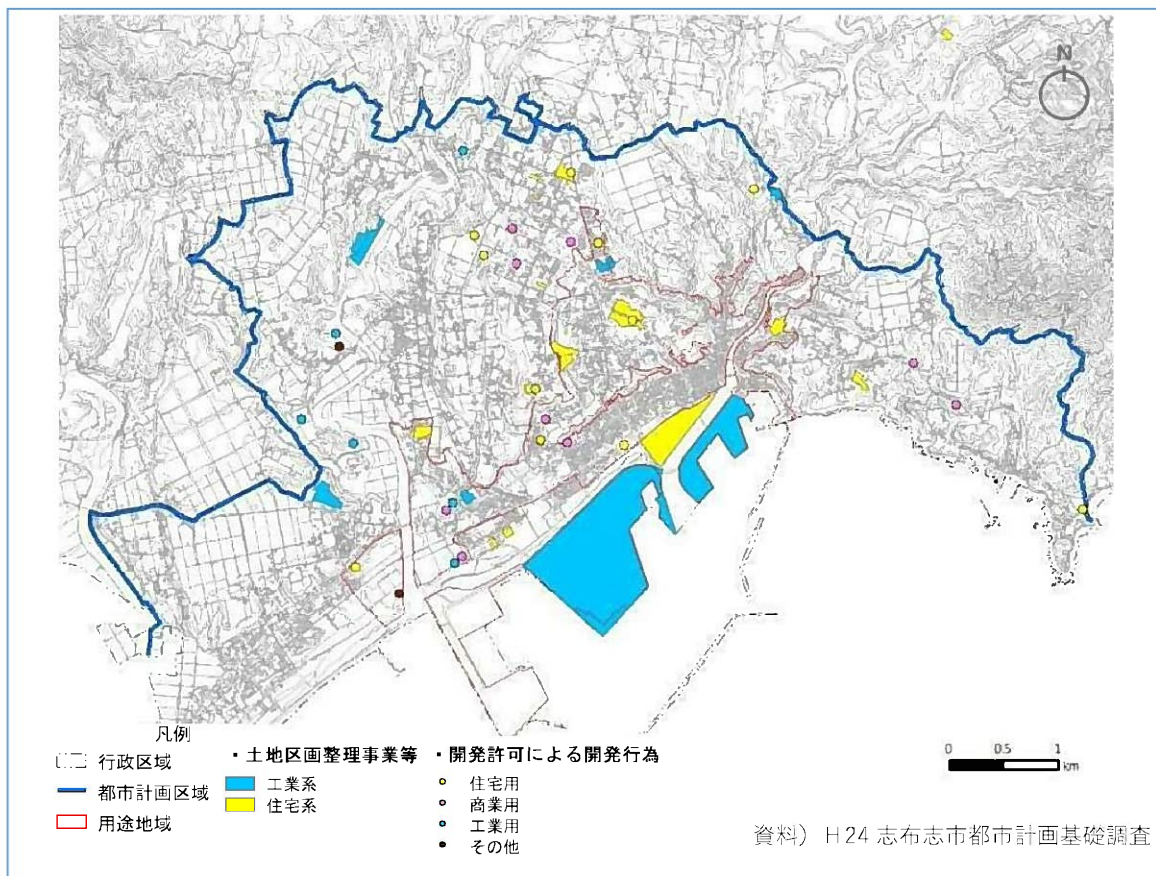 N
凡例
行政区域
都市計画区域
用途地域
・土地区画整理事業等
工業系
住宅系
・開発許可による開発行為
住宅用
商業用
工業用
その他
0 0.5 1
km
資料） H24 志布志市都市計画基礎調査